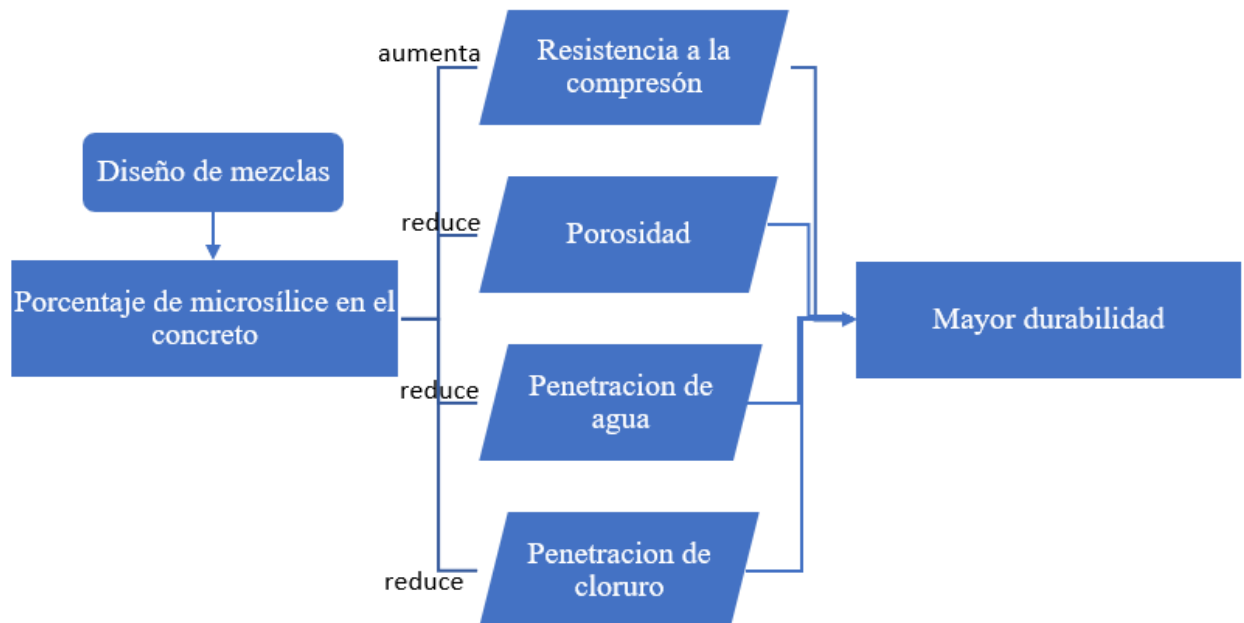 Diseño de mezclas
Porcentaje de microsílice en el
concreto
aumenta
Resistencia a la
compresón
reduce
Porosidad
reduce
Penetracion de
agua
reduce
Penetracion de
cloruro
Mayor durabilidad